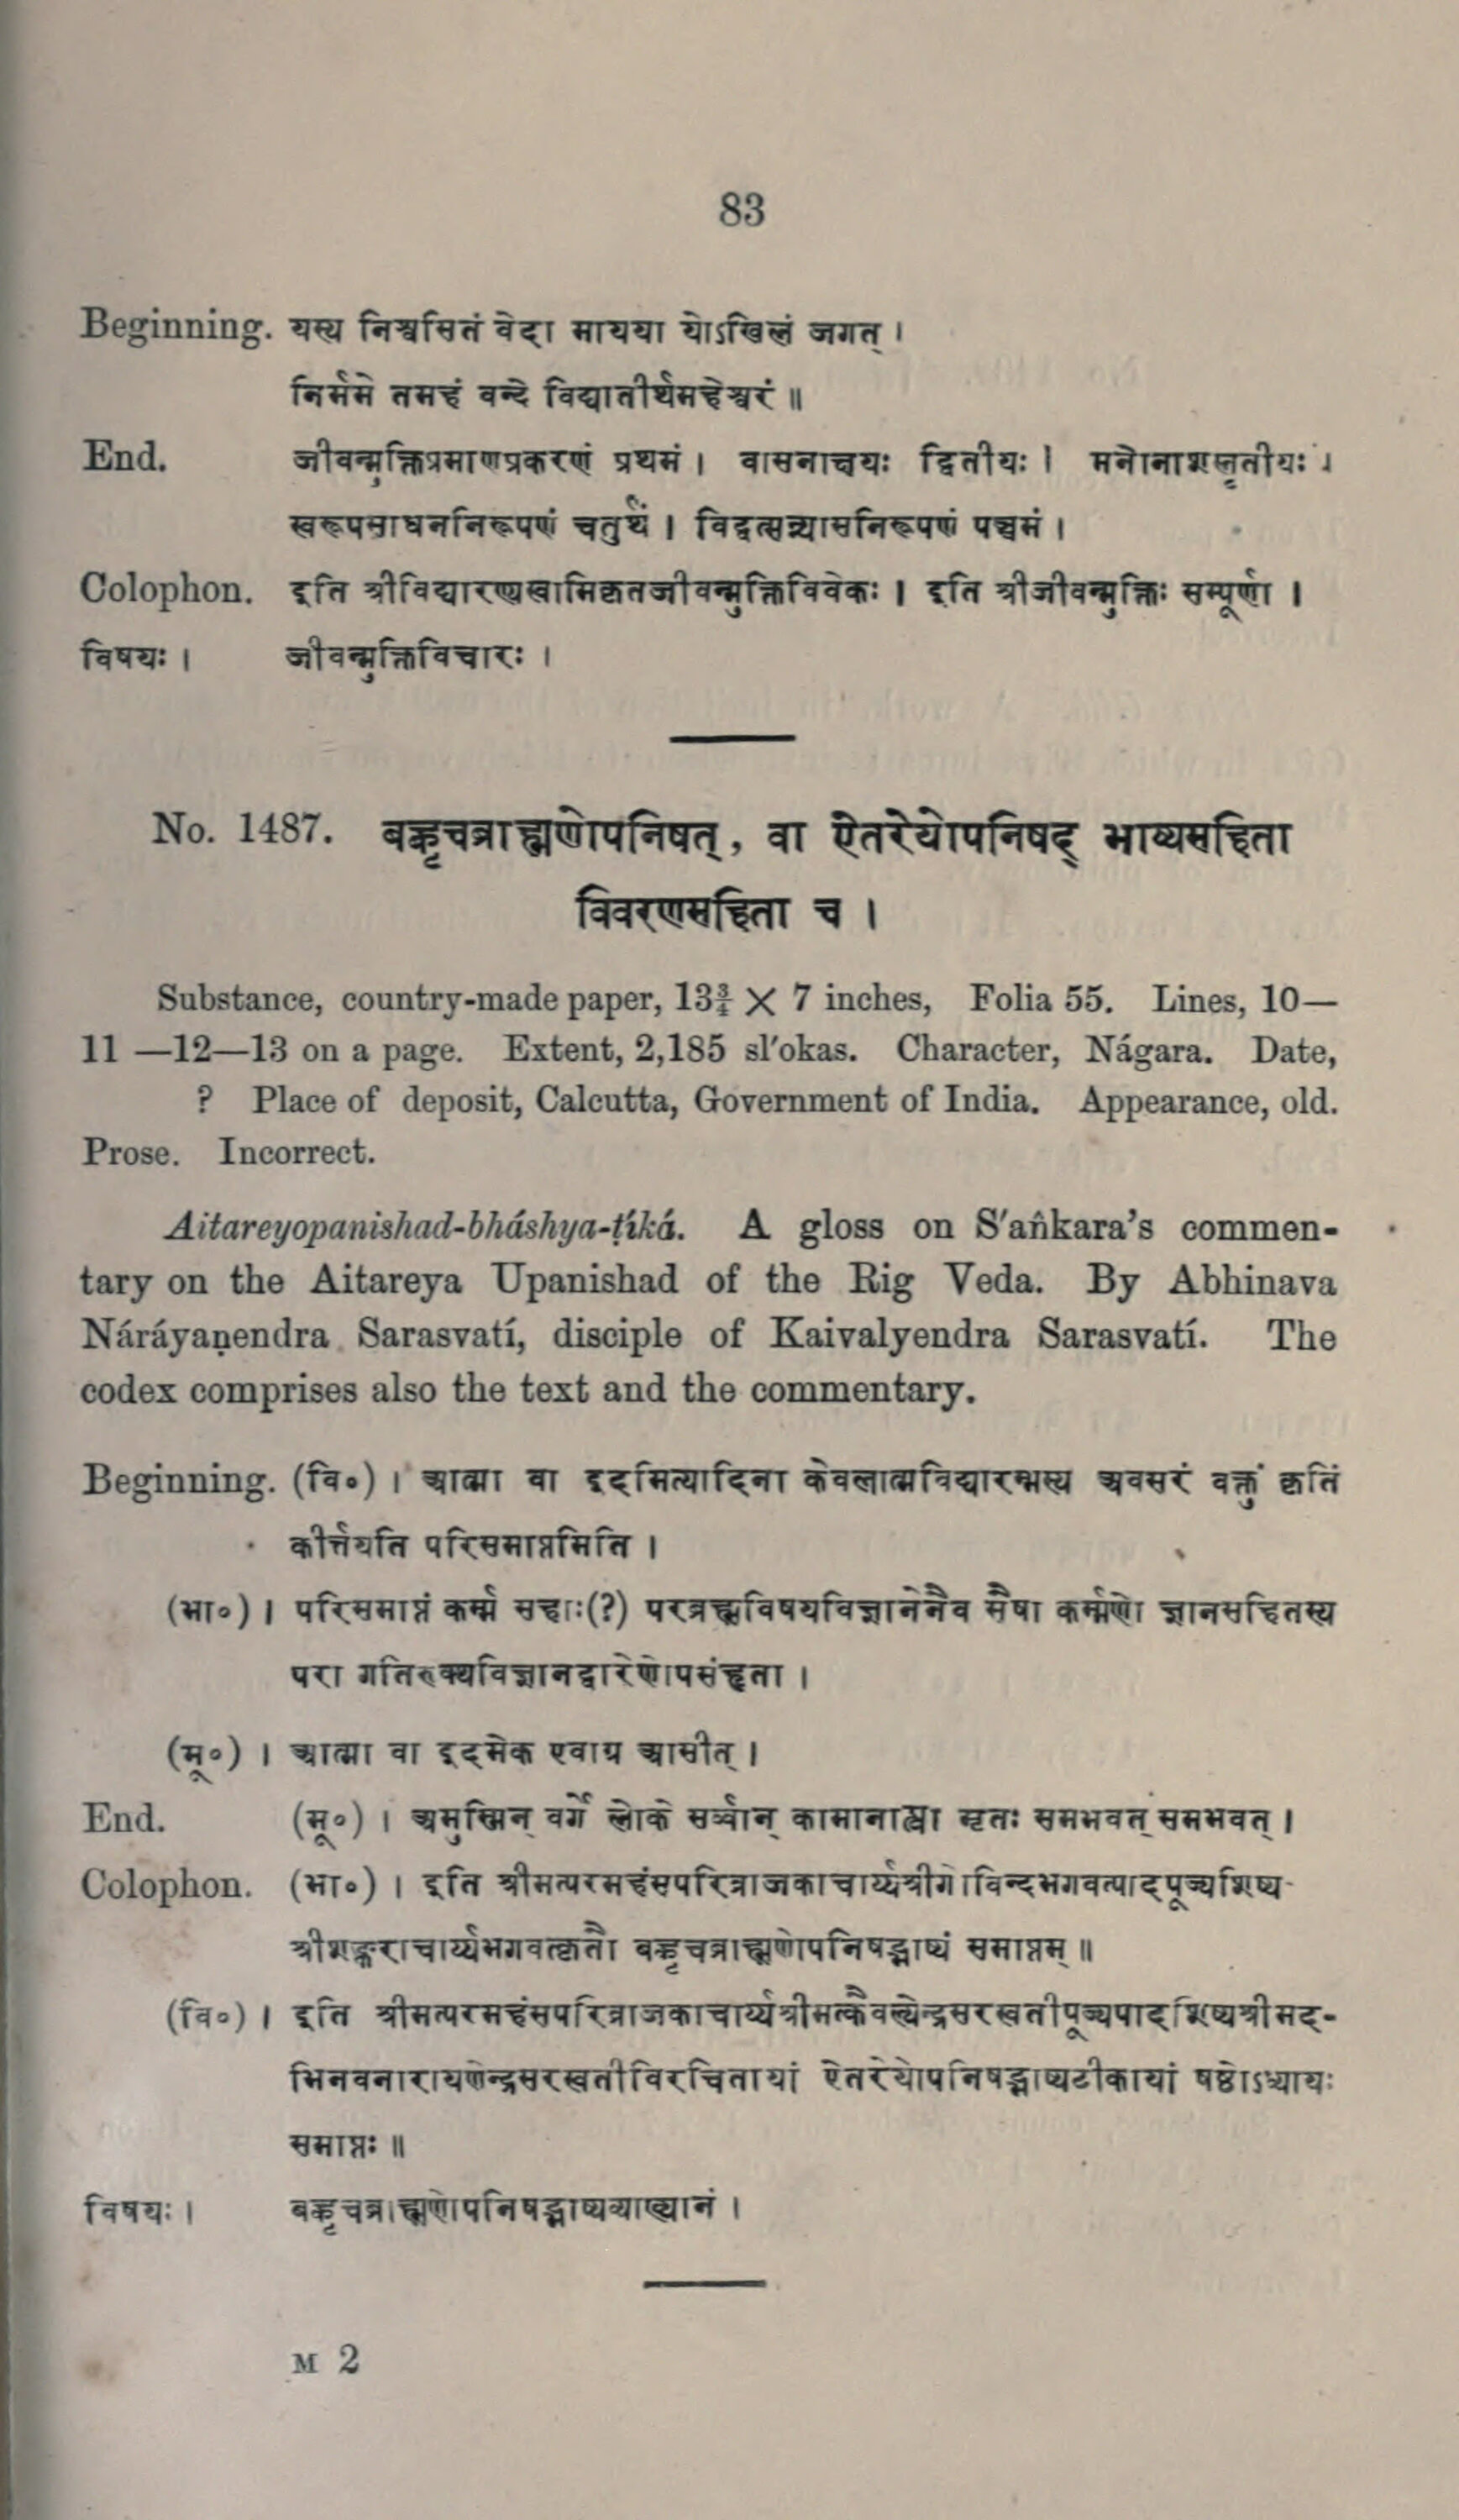 83
Beginning. यस्य निश्वसितं वेदा मायया योऽखिलं जगत् ।
निर्ममे तमहं वन्दे विद्यातीर्थमहेश्वरं ॥
End. जीवन्मुक्तिप्रमाणप्रकरणं प्रथमं । वासनाक्षयः द्वितीयः । मनोनाशस्तृतीयः ।
स्वरूपसाधननिरूपणं चतुर्थं । विद्वत्सन्न्यासनिरूपणं पञ्चमं ।
Colophon. इति श्रीविद्यारण्यस्वामिकृतजीवन्मुक्तिविवेकः । इति श्रीजीवन्मुक्तिः सम्पूर्णा ।
विषयः । जीवन्मुक्तिविचारः ।
No. 1487. बह्वृचब्राह्मणोपनिषत्, वा ऐतरेयोपनिषद् भाष्यसहिता
विवरणसहिता च ।
Substance, country-made paper, 13¾ × 7 inches, Folia 55. Lines, 10—
11 —12—13 on a page. Extent, 2,185 sl'okas. Character, Nágara. Date,
? Place of deposit, Calcutta, Government of India. Appearance, old.
Prose. Incorrect.
Aitareyopanishad-bháshya-ṭíká. A gloss on S'añkara's commen-
tary on the Aitareya Upanishad of the Rig Veda. By Abhinava
Náráyaṇendra Sarasvatí, disciple of Kaivalyendra Sarasvatí. The
codex comprises also the text and the commentary.
Beginning. (वि॰) । आत्मा वा इदमित्यादिना केवलात्मविद्यारम्भस्य अवसरं वक्तुं कृतिं
कीर्त्तयति परिसमाप्तमिति ।
(भा॰) । परिसमाप्तं कर्म्म सहाः(?) परब्रह्मविषयविज्ञानेनैव सैषा कर्म्मणो ज्ञानसहितस्य
परा गतिरुक्थविज्ञानद्वारेणोपसंहृता ।
(मू॰) । आत्मा वा इदमेक एवाग्र आसीत् ।
End. (मू॰) । अमुस्मिन् वर्गे लोके सर्व्वान् कामानाप्त्वा मृतः समभवत् समभवत् ।
Colophon. (भा॰) । इति श्रीमत्परमहंसपरिव्राजकाचार्य्यश्रीगोविन्दभगवत्पादपूज्यशिष्य-
श्रीशङ्कराचार्य्यभगवत्कृतौ बह्वृचब्राह्मणोपनिषद्भाष्यं समाप्तम् ॥
(वि॰) । इति श्रीमत्परमहंसपरिव्राजकाचार्य्यश्रीमत्कैवल्येन्द्रसरस्वतीपूज्यपादशिष्यश्रीमद-
भिनवनारायणेन्द्रसरस्वतीविरचितायां ऐतरेयोपनिषद्भाष्यटीकायां षष्ठोऽध्यायः
समाप्तः ॥
विषयः । बह्वृचब्राह्मणोपनिषद्भाष्यव्याख्यानं ।
M 2